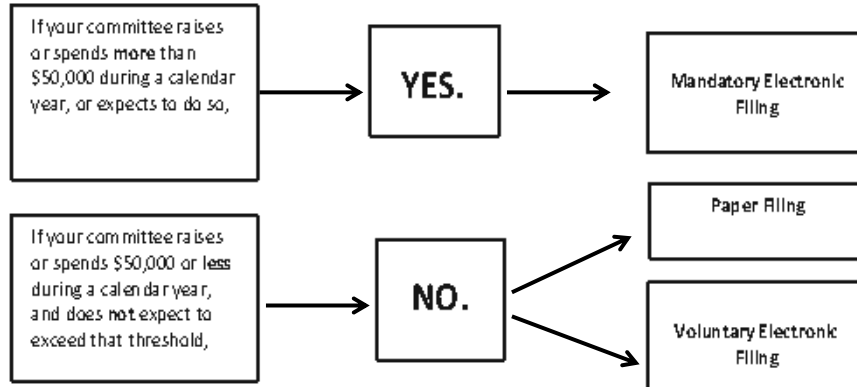 If your committee raises
or spends more than
$50,000 during a calendar
year, or expects to do so,
YES.
Mandatory Electronic
Filing
If your committee raises
or spends $50,000 or less
during a calendar year,
and does not expect to
exceed that threshold,
NO.
Paper Filing
Voluntary Electronic
Filing